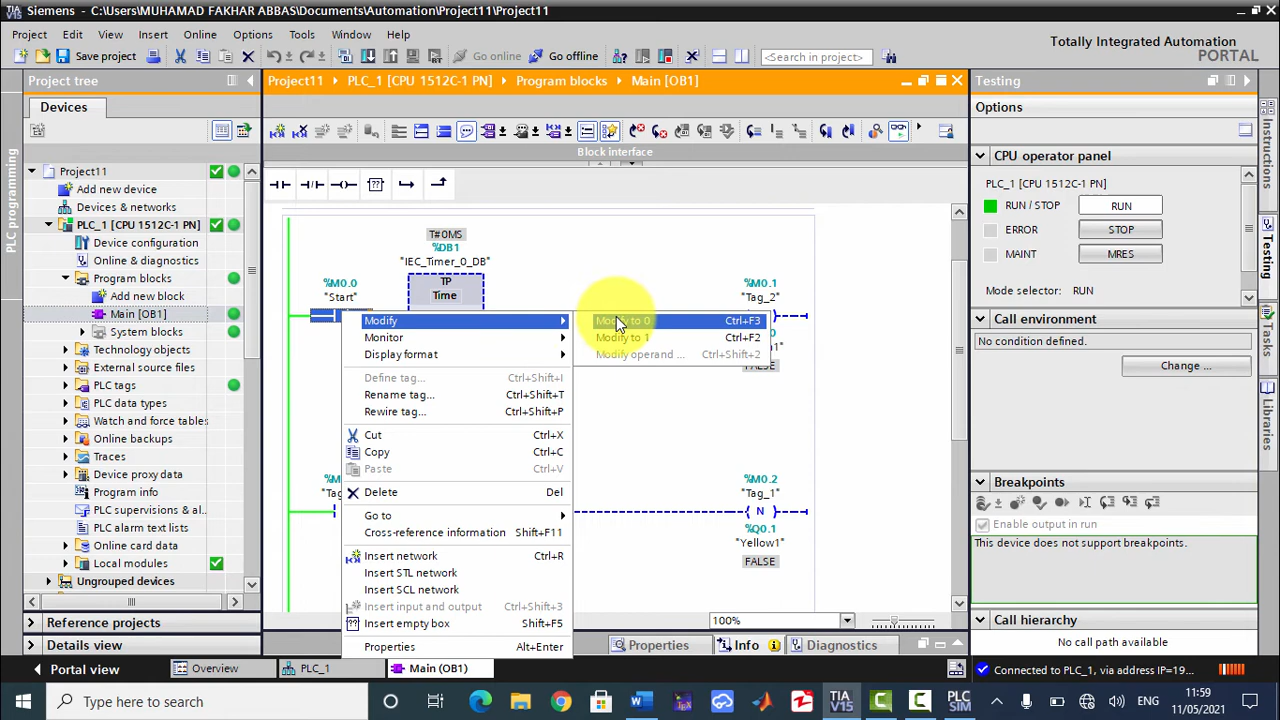 Siemens - C:\Users\MUHAMAD FAKHAR ABBAS\Documents\Automation\Project11\Project11
TIA
V15
Project Edit View Insert Online Options Tools Window Help
Totally Integrated Automation
PORTAL
Save project
Go online
Go offline
<Search in project>
Project tree
Project11 PLC_1 [CPU 1512C-1 PN] Program blocks Main [OB1]
Testing
Devices
Options
PLC programming
Block interface
CPU operator panel
Project11
Add new device
Devices & networks
PLC_1 [CPU 1512C-1 PN]
Device configuration
Online & diagnostics
Program blocks
Add new block
Main [OB1]
System blocks
Technology objects
External source files
PLC tags
PLC data types
Watch and force tables
Online backups
Traces
Device proxy data
Program info
PLC supervisions & al...
PLC alarm text lists
Online card data
Local modules
Ungrouped devices
Reference projects
Details view
T#0MS
%DB1
"IEC_Timer_0_DB"
TP
Time
%M0.0
"Start"
%M0.1
"Tag_2"
FALSE
%M0.2
"Tag_1"
N
%Q0.1
"Yellow1"
FALSE
Modify
Monitor
Display format
Define tag... Ctrl+Shift+I
Rename tag... Ctrl+Shift+T
Rewire tag... Ctrl+Shift+P
Cut Ctrl+X
Copy Ctrl+C
Paste Ctrl+V
Delete Del
Go to
Cross-reference information Shift+F11
Insert network Ctrl+R
Insert STL network
Insert SCL network
Insert input and output Ctrl+Shift+3
Insert empty box Shift+F5
Properties Alt+Enter
Modify to 0 Ctrl+F3
Modify to 1 Ctrl+F2
Modify operand ... Ctrl+Shift+2
100%
Properties
Info
Diagnostics
PLC_1 [CPU 1512C-1 PN]
RUN / STOP RUN
ERROR STOP
MAINT MRES
Mode selector: RUN
Call environment
No condition defined.
Change ...
Breakpoints
Enable output in run
This device does not support breakpoints.
Call hierarchy
No call path available
Hardware catalog
Testing
Tasks
Libraries
Portal view
Overview
PLC_1
Main (OB1)
Connected to PLC_1, via address IP=19...
Type here to search
TIA
V15
PLC
SIM
ENG
11:59
11/05/2021